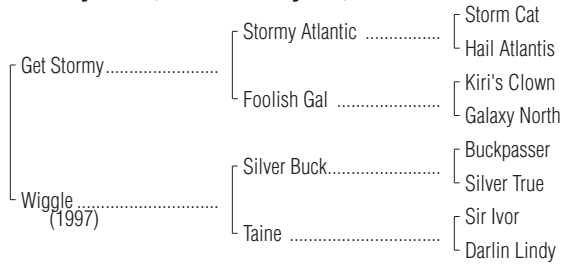 Storm Cat
Stormy Atlantic ..................
Hail Atlantis
Get Stormy.......................
Kiri's Clown
Foolish Gal .........................
Galaxy North
Buckpasser
Silver Buck...........................
Silver True
Wiggle .............................
(1997)
Sir Ivor
Taine ...................................
Darlin Lindy